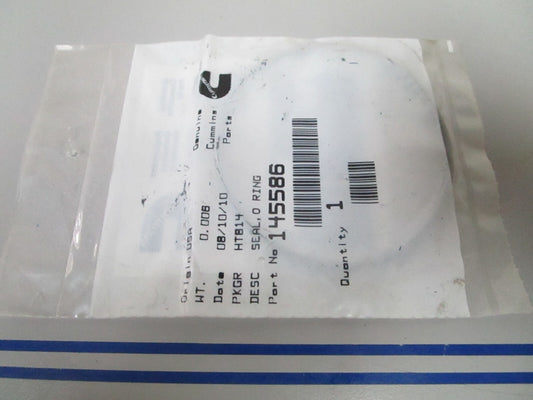 Genuine
Cummins
Parts
Origin USA
WT. 0.008
Date 08/10/10
PKGR HTB14
DESC SEAL,O RING
Part No 145586
Quantity 1